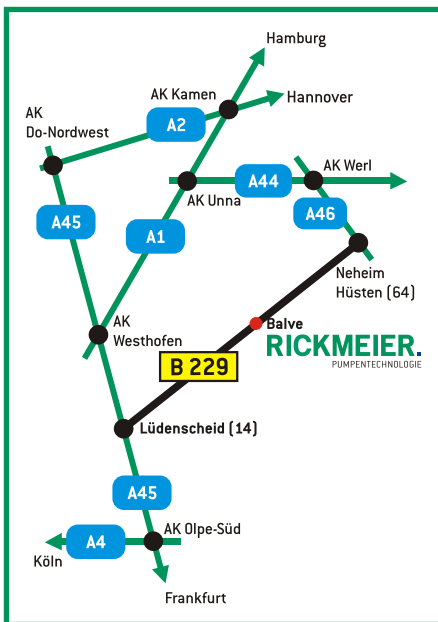 Hamburg
AK Kamen
Hannover
AK
Do-Nordwest
A2
AK Werl
A44
AK Unna
A46
A45
A1
Neheim
Hüsten (64)
AK
Westhofen
Balve
RICKMEIER.
PUMPENTECHNOLOGIE
B 229
Lüdenscheid (14)
A45
AK Olpe-Süd
A4
Köln
Frankfurt